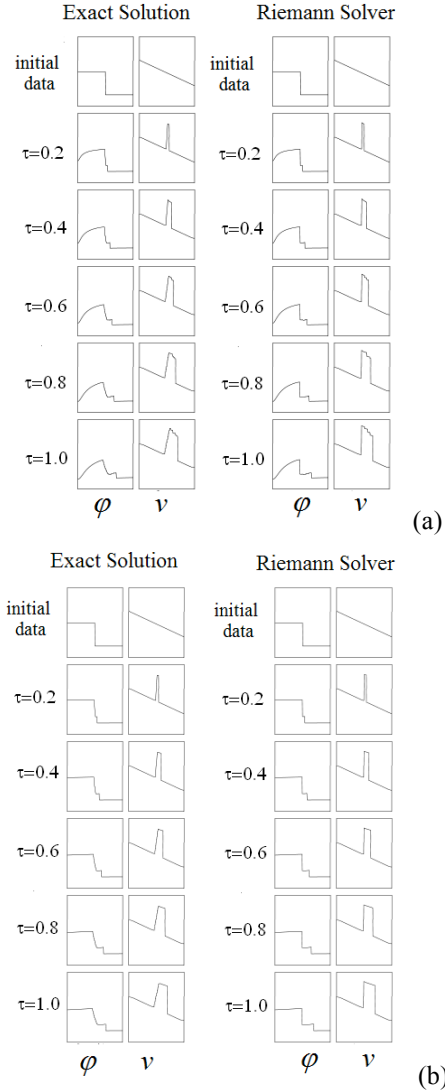 Exact Solution Riemann Solver
initial data initial data
τ=0.2 τ=0.2
τ=0.4 τ=0.4
τ=0.6 τ=0.6
τ=0.8 τ=0.8
τ=1.0 τ=1.0
φ v φ v
(a)
Exact Solution Riemann Solver
initial data initial data
τ=0.2 τ=0.2
τ=0.4 τ=0.4
τ=0.6 τ=0.6
τ=0.8 τ=0.8
τ=1.0 τ=1.0
φ v φ v
(b)